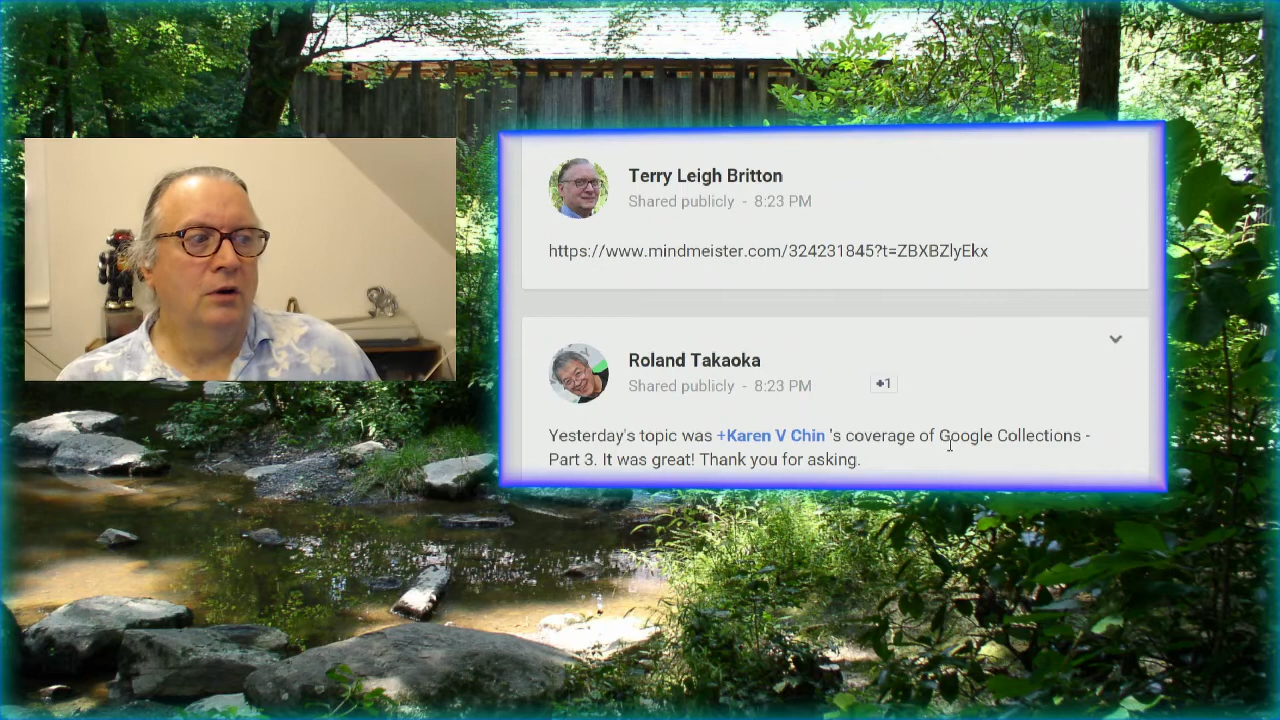 Terry Leigh Britton
Shared publicly - 8:23 PM
https://www.mindmeister.com/324231845?t=ZBXBZlyEkx
Roland Takaoka
Shared publicly - 8:23 PM
+1
Yesterday's topic was +Karen V Chin 's coverage of Google Collections -
Part 3. It was great! Thank you for asking.